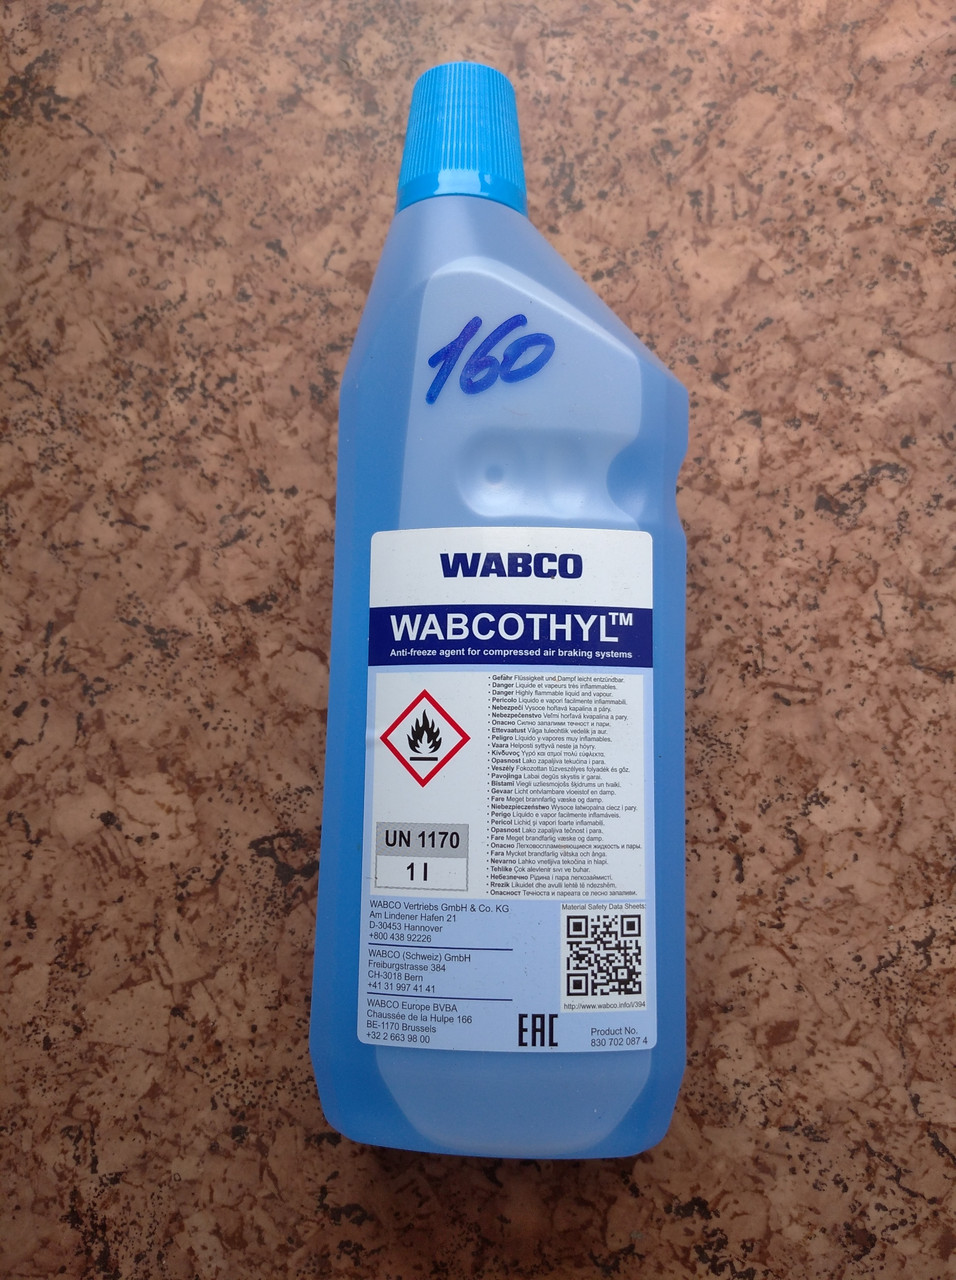 160
WABCO
WABCOTHYL™
Anti-freeze agent for compressed air braking systems
• Gefahr Flüssigkeit und Dampf leicht entzündbar.
• Danger Liquide et vapeurs très inflammables.
• Danger Highly flammable liquid and vapour.
• Pericolo Liquido e vapori facilmente infiammabili.
• Nebezpečí Vysoce hořlavá kapalina a páry.
• Nebezpečenstvo Veľmi horľavá kvapalina a pary.
• Опасно Силно запалими течност и пари.
• Ettevaatust Väga tuleohtlik vedelik ja aur.
• Peligro Líquido y vapores muy inflamables.
• Vaara Helposti syttyvä neste ja höyry.
• Κίνδυνος Υγρό και ατμοί πολύ εύφλεκτα.
• Opasnost Lako zapaljiva tekućina i para.
• Veszély Fokozottan tűzveszélyes folyadék és gőz.
• Pavojinga Labai degūs skystis ir garai.
• Bīstami Viegli uzliesmojošs šķidrums un tvaiki.
• Gevaar Licht ontvlambare vloeistof en damp.
• Fare Meget brannfarlig væske og damp.
• Niebezpieczeństwo Wysoce łatwopalna ciecz i pary.
• Perigo Líquido e vapor facilmente inflamáveis.
• Pericol Lichid şi vapori foarte inflamabili.
• Opasnost Lako zapaljiva tečnost i para.
• Fare Meget brandfarlig væske og damp.
• Опасно Легковоспламеняющиеся жидкость и пары.
• Fara Mycket brandfarlig vätska och ånga.
• Nevarno Lahko vnetljiva tekočina in hlapi.
• Tehlike Çok alevlenir sıvı ve buhar.
• Небезпечно Рідина і пара легкозаймисті.
• Rrezik Likuidet dhe avulli lehtë të ndezshëm.
• Опасност Течноста и пареата се лесно запаливи.
UN 1170
1 l
WABCO Vertriebs GmbH & Co. KG
Am Lindener Hafen 21
D-30453 Hannover
+800 438 92226
WABCO (Schweiz) GmbH
Freiburgstrasse 384
CH-3018 Bern
+41 31 997 41 41
WABCO Europe BVBA
Chaussée de la Hulpe 166
BE-1170 Brussels
+32 2 663 98 00
Material Safety Data Sheets:
http://www.wabco.info/i/394
EAC
Product No.
830 702 087 4